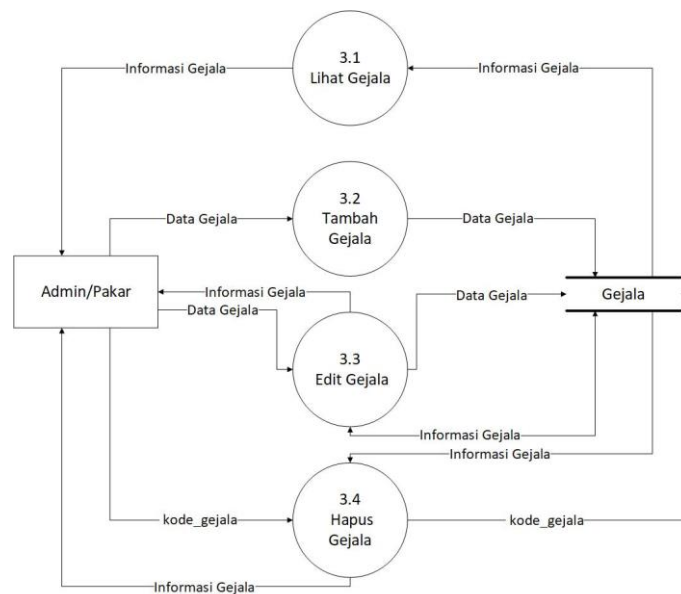 3.1
Lihat Gejala
Informasi Gejala
Informasi Gejala
3.2
Tambah
Gejala
Data Gejala
Data Gejala
Admin/Pakar
Informasi Gejala
Data Gejala
Data Gejala
Gejala
3.3
Edit Gejala
Informasi Gejala
Informasi Gejala
3.4
Hapus
Gejala
kode_gejala
kode_gejala
Informasi Gejala